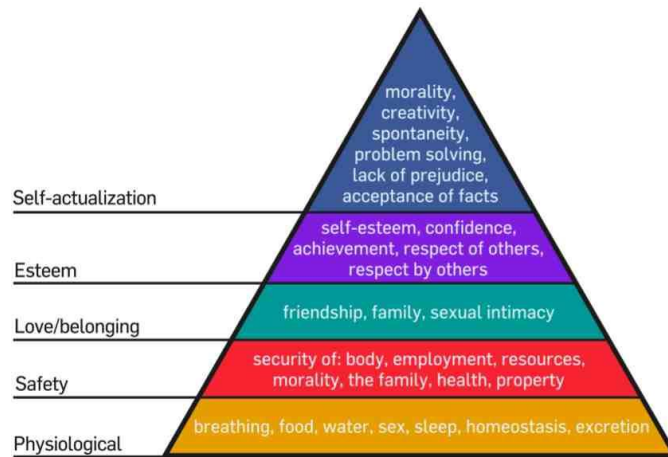 morality,
creativity,
spontaneity,
problem solving,
lack of prejudice,
acceptance of facts
Self-actualization
self-esteem, confidence,
achievement, respect of others,
respect by others
Esteem
friendship, family, sexual intimacy
Love/belonging
security of: body, employment, resources,
morality, the family, health, property
Safety
breathing, food, water, sex, sleep, homeostasis, excretion
Physiological